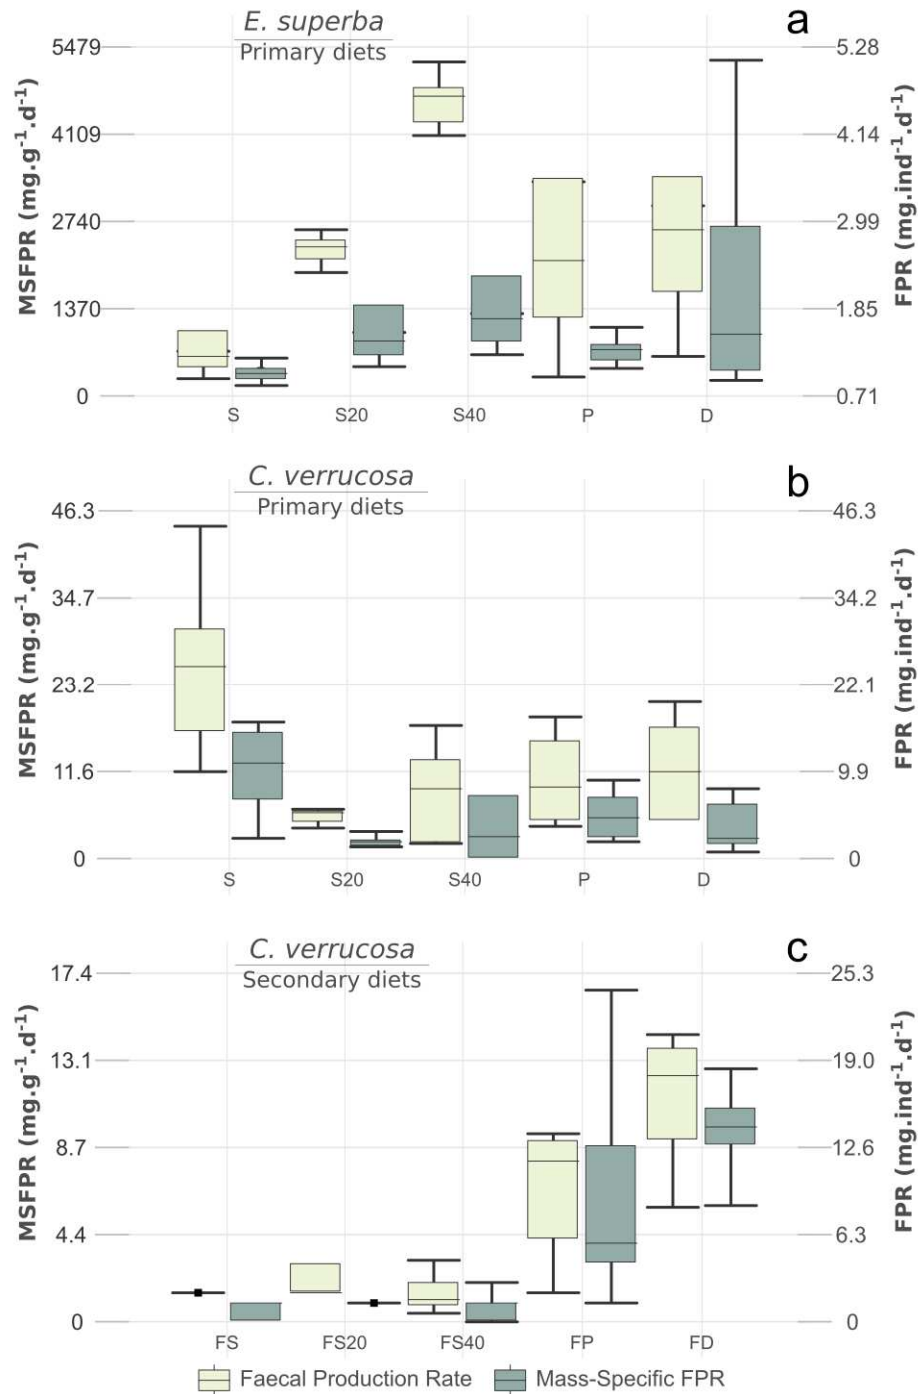 E. superba
a
Primary diets
MSFPR (mg.g⁻¹.d⁻¹)
5479
4109
2740
1370
0
5.28
4.14
2.99
1.85
0.71
FPR (mg.ind⁻¹.d⁻¹)
S S20 S40 P D
C. verrucosa
b
Primary diets
MSFPR (mg.g⁻¹.d⁻¹)
46.3
34.7
23.2
11.6
0
46.3
34.2
22.1
9.9
0
FPR (mg.ind⁻¹.d⁻¹)
S S20 S40 P D
C. verrucosa
c
Secondary diets
MSFPR (mg.g⁻¹.d⁻¹)
17.4
13.1
8.7
4.4
0
25.3
19.0
12.6
6.3
0
FPR (mg.ind⁻¹.d⁻¹)
FS FS20 FS40 FP FD
Faecal Production Rate Mass-Specific FPR